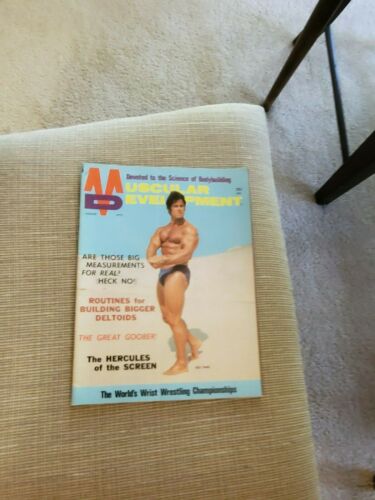 Devoted to the Science of Bodybuilding
MUSCULAR
DEVELOPMENT
ARE THOSE BIG
MEASUREMENTS
FOR REAL?
HECK NO!!
ROUTINES for
BUILDING BIGGER
DELTOIDS
THE GREAT GOOBER!
The HERCULES
of the SCREEN
The World's Wrist Wrestling Championships